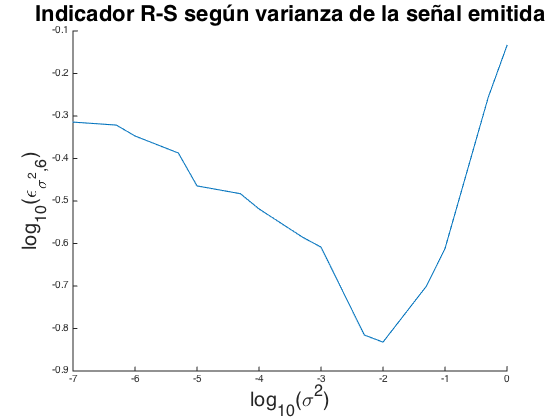 Indicador R-S según varianza de la señal emitida
-0.1
-0.2
-0.3
-0.4
-0.5
-0.6
-0.7
-0.8
-0.9
log10(ϵσ2,6)
-7 -6 -5 -4 -3 -2 -1 0
log10(σ2)